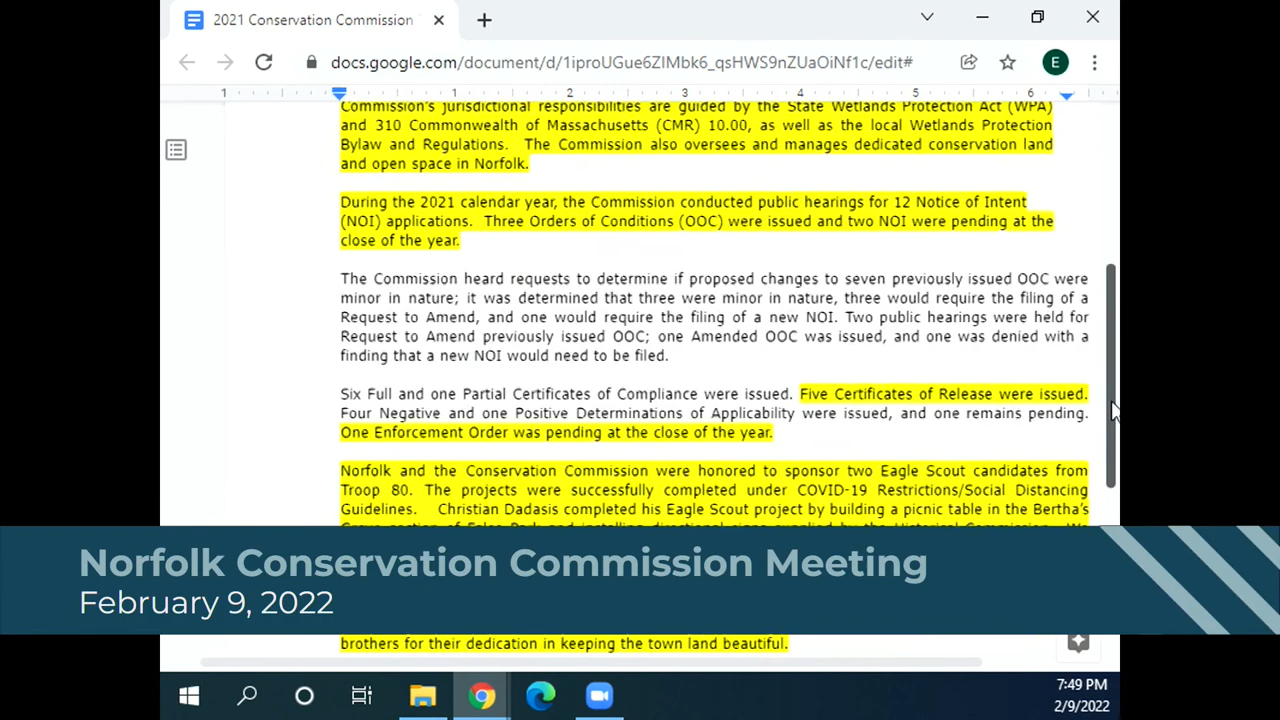 2021 Conservation Commission
docs.google.com/document/d/1iproUGue6ZIMbk6_qsHWS9nZUaOiNf1c/edit#
E
1 1 2 3 4 5 6
Commission's jurisdictional responsibilities are guided by the State Wetlands Protection Act (WPA)
and 310 Commonwealth of Massachusetts (CMR) 10.00, as well as the local Wetlands Protection
Bylaw and Regulations. The Commission also oversees and manages dedicated conservation land
and open space in Norfolk.
During the 2021 calendar year, the Commission conducted public hearings for 12 Notice of Intent
(NOI) applications. Three Orders of Conditions (OOC) were issued and two NOI were pending at the
close of the year.
The Commission heard requests to determine if proposed changes to seven previously issued OOC were
minor in nature; it was determined that three were minor in nature, three would require the filing of a
Request to Amend, and one would require the filing of a new NOI. Two public hearings were held for
Request to Amend previously issued OOC; one Amended OOC was issued, and one was denied with a
finding that a new NOI would need to be filed.
Six Full and one Partial Certificates of Compliance were issued. Five Certificates of Release were issued.
Four Negative and one Positive Determinations of Applicability were issued, and one remains pending.
One Enforcement Order was pending at the close of the year.
Norfolk and the Conservation Commission were honored to sponsor two Eagle Scout candidates from
Troop 80. The projects were successfully completed under COVID-19 Restrictions/Social Distancing
Guidelines. Christian Dadasis completed his Eagle Scout project by building a picnic table in the Bertha's
Norfolk Conservation Commission Meeting
February 9, 2022
brothers for their dedication in keeping the town land beautiful.
7:49 PM
2/9/2022